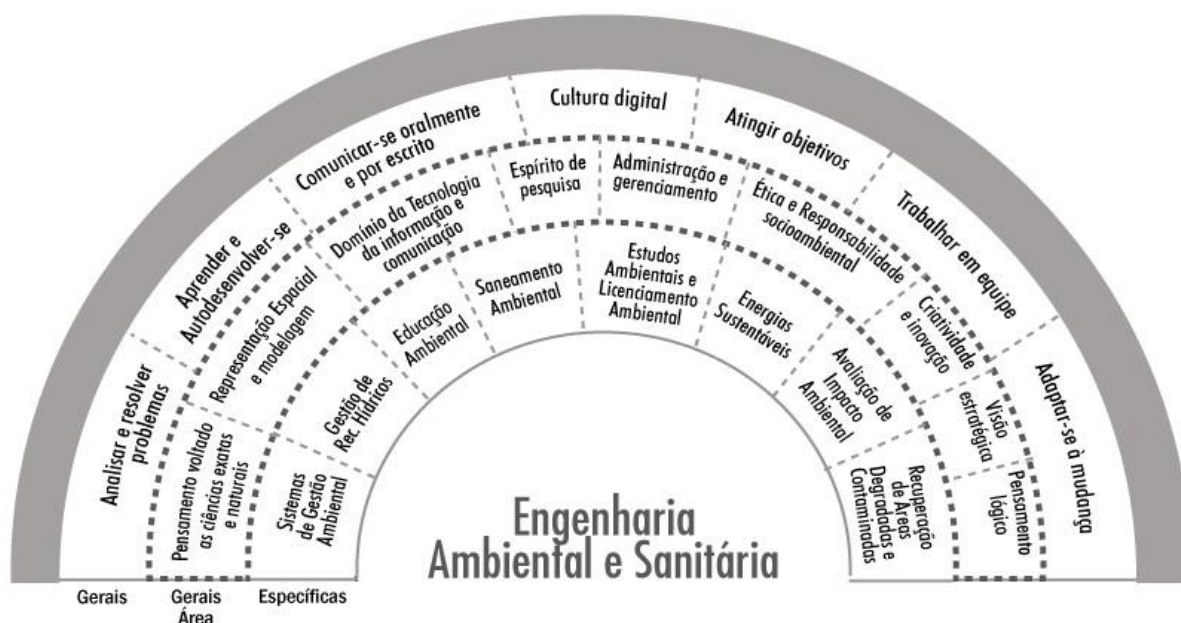 Analisar e resolver
problemas
Aprender e
Autodesenvolver-se
Comunicar-se oralmente
e por escrito
Cultura digital
Atingir objetivos
Trabalhar em equipe
Adaptar-se à mudança
Pensamento voltado
as ciências exatas
e naturais
Representação Espacial
e modelagem
Domínio da Tecnologia
da informação e
comunicação
Espírito de
pesquisa
Administração e
gerenciamento
Ética e Responsabilidade
socioambiental
Criatividade
e inovação
Visão
estratégica
Pensamento
lógico
Sistemas
de Gestão
Ambiental
Gestão de
Rec. Hídricos
Educação
Ambiental
Saneamento
Ambiental
Estudos
Ambientais e
Licenciamento
Ambiental
Energias
Sustentáveis
Avaliação de
Impacto
Ambiental
Recuperação
de Áreas
Degradadas e
Contaminadas
Engenharia
Ambiental e Sanitária
Gerais
Gerais
Área
Específicas